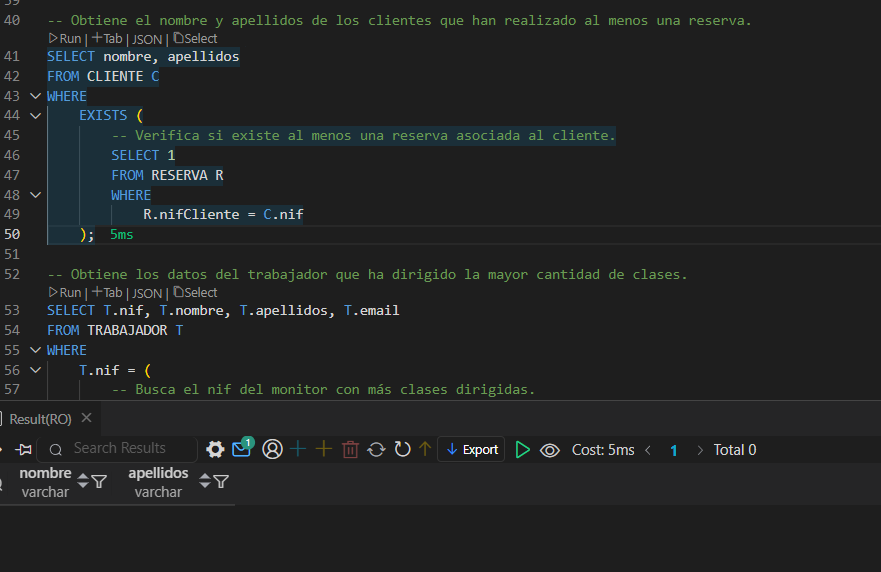 40 -- Obtiene el nombre y apellidos de los clientes que han realizado al menos una reserva.
Run | Tab | JSON | Select
41 SELECT nombre, apellidos
42 FROM CLIENTE C
43 WHERE
44 EXISTS (
45 -- Verifica si existe al menos una reserva asociada al cliente.
46 SELECT 1
47 FROM RESERVA R
48 WHERE
49 R.nifCliente = C.nif
50 ); 5ms
51
52 -- Obtiene los datos del trabajador que ha dirigido la mayor cantidad de clases.
Run | Tab | JSON | Select
53 SELECT T.nif, T.nombre, T.apellidos, T.email
54 FROM TRABAJADOR T
55 WHERE
56 T.nif = (
57 -- Busca el nif del monitor con más clases dirigidas.
Result(RO)
Search Results 1 Export Cost: 5ms 1 Total 0
nombre apellidos
varchar varchar